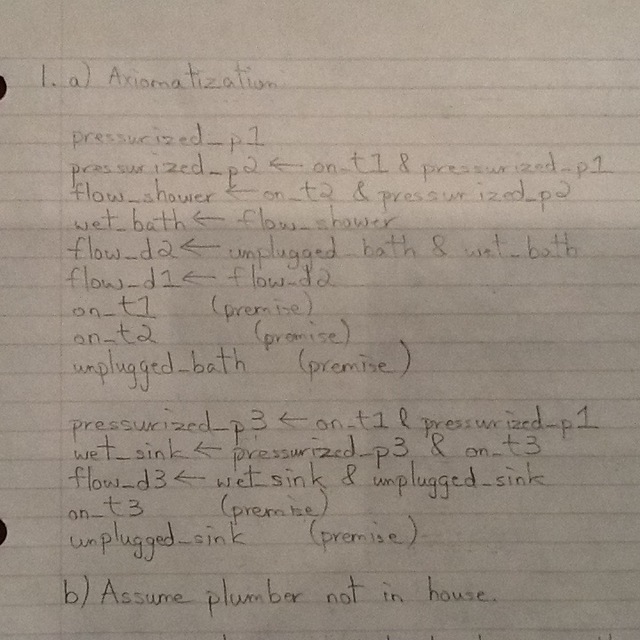 1. a) Axiomatization
pressurized_p1
pressurized_p2 ← on_t1 & pressurized_p1
flow_shower ← on_t2 & pressurized_p2
wet_bath ← flow_shower
flow_d2 ← unplugged_bath & wet_bath
flow_d1 ← flow_d2
on_t1 (premise)
on_t2 (premise)
unplugged_bath (premise)
pressurized_p3 ← on_t1 & pressurized_p1
wet_sink ← pressurized_p3 & on_t3
flow_d3 ← wet_sink & unplugged_sink
on_t3 (premise)
unplugged_sink (premise)
b) Assume plumber not in house.